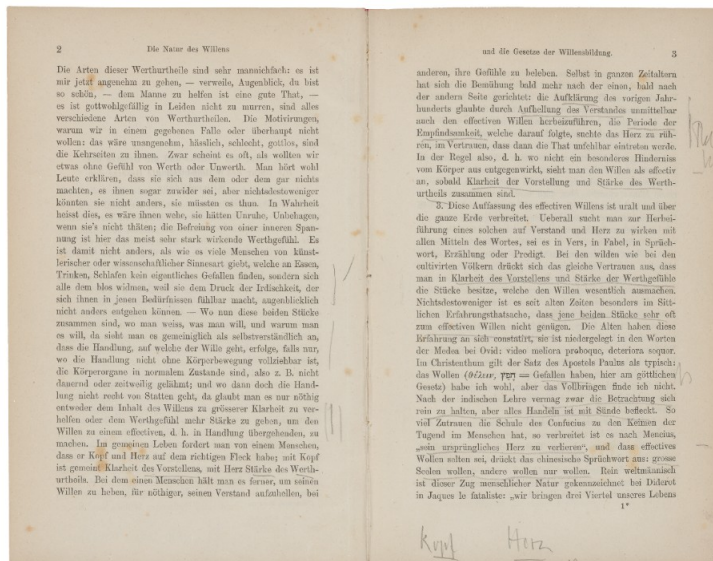 2
Die Natur des Willens
Die Arten dieser Werthurtheile sind sehr mannichfach: es ist
mir jetzt angenehm zu gehen, — verweile, Augenblick, du bist
so schön, — dem Manne zu helfen ist eine gute That, —
es ist gottwohlgefällig in Leiden nicht zu murren, sind alles
verschiedene Arten von Werthurtheilen. Die Motivirungen,
warum wir in einem gegebenen Falle oder überhaupt nicht
wollen: das wäre unangenehm, hässlich, schlecht, gottlos, sind
die Kehrseiten zu ihnen. Zwar scheint es oft, als wollten wir
etwas ohne Gefühl von Werth oder Unwerth. Man hört wohl
Leute erklären, dass sie sich aus dem oder dem gar nichts
machten, es ihnen sogar zuwider sei, aber nichtsdestoweniger
könnten sie nicht anders, sie müssten es thun. In Wahrheit
heisst dies, es wäre ihnen wehe, sie hätten Unruhe, Unbehagen,
wenn sie's nicht thäten; die Befreiung von einer inneren Span-
nung ist hier das meist sehr stark wirkende Werthgefühl. Es
ist damit nicht anders, als wie es viele Menschen von künst-
lerischer oder wissenschaftlicher Sinnesart giebt, welche an Essen,
Trinken, Schlafen kein eigentliches Gefallen finden, sondern sich
alle dem blos widmen, weil sie dem Druck der Irdischkeit, der
sich ihnen in jenen Bedürfnissen fühlbar macht, augenblicklich
nicht anders entgehen können. — Wo nun diese beiden Stücke
zusammen sind, wo man weiss, was man will, und warum man
es will, da sieht man es gemeiniglich als selbstverständlich an,
dass die Handlung, auf welche der Wille geht, erfolge, falls nur,
wo die Handlung nicht ohne Körperbewegung vollziehbar ist,
die Körperorgane in normalem Zustande sind, also z. B. nicht
dauernd oder zeitweilig gelähmt; und wo dann doch die Hand-
lung nicht recht von Statten geht, da glaubt man es nur nöthig
entweder dem Inhalt des Willens zu grösserer Klarheit zu ver-
helfen oder dem Werthgefühl mehr Stärke zu geben, um den
Willen zu einem effectiven, d. h. in Handlung übergehenden, zu
machen. Im gemeinen Leben fordert man von einem Menschen,
dass er Kopf und Herz auf dem richtigen Fleck habe; mit Kopf
ist gemeint Klarheit des Vorstellens, mit Herz Stärke des Werth-
urtheils. Bei dem einen Menschen hält man es ferner, um seinen
Willen zu heben, für nöthiger, seinen Verstand aufzuhellen, bei
und die Gesetze der Willensbildung.
3
anderen, ihre Gefühle zu beleben. Selbst in ganzen Zeitaltern
hat sich die Bemühung bald mehr nach der einen, bald nach
der andern Seite gerichtet: die Aufklärung des vorigen Jahr-
hunderts glaubte durch Aufhellung des Verstandes unmittelbar
auch den effectiven Willen herbeizuführen, die Periode der
Empfindsamkeit, welche darauf folgte, suchte das Herz zu rüh-
ren, im Vertrauen, dass dann die That unfehlbar eintreten werde.
In der Regel also, d. h. wo nicht ein besonderes Hinderniss
vom Körper aus entgegenwirkt, sieht man den Willen als effectiv
an, sobald Klarheit der Vorstellung und Stärke des Werth-
urtheils zusammen sind.
3. Diese Auffassung des effectiven Willens ist uralt und über
die ganze Erde verbreitet. Ueberall sucht man zur Herbei-
führung eines solchen auf Verstand und Herz zu wirken mit
allen Mitteln des Wortes, sei es in Vers, in Fabel, in Sprüch-
wort, Erzählung oder Predigt. Bei den wilden wie bei den
cultivirten Völkern drückt sich das gleiche Vertrauen aus, dass
man in Klarheit des Vorstellens und Stärke der Werthgefühle
die Stücke besitze, welche den Willen wesentlich ausmachen.
Nichtsdestoweniger ist es seit alten Zeiten besonders im Sitt-
lichen Erfahrungsthatsache, dass jene beiden Stücke sehr oft
zum effectiven Willen nicht genügen. Die Alten haben diese
Erfahrung an sich constatirt, sie ist niedergelegt in den Worten
der Medea bei Ovid: video meliora proboque, deteriora sequor.
Im Christenthum gilt der Satz des Apostels Paulus als typisch:
das Wollen (θέλειν, חָפֵץ = Gefallen haben, hier am göttlichen
Gesetz) habe ich wohl, aber das Vollbringen finde ich nicht.
Nach der indischen Lehre vermag zwar die Betrachtung sich
rein zu halten, aber alles Handeln ist mit Sünde befleckt. So
viel Zutrauen die Schule des Confucius zu den Keimen der
Tugend im Menschen hat, so verbreitet ist es nach Mencius,
„sein ursprüngliches Herz zu verlieren", und dass effectives
Wollen selten sei, drückt das chinesische Sprüchwort aus: grosse
Seelen wollen, andere wollen nur wollen. Rein weltmännisch
ist dieser Zug menschlicher Natur gekennzeichnet bei Diderot
in Jaques le fataliste: „wir bringen drei Viertel unseres Lebens
1*
Kopf Herz